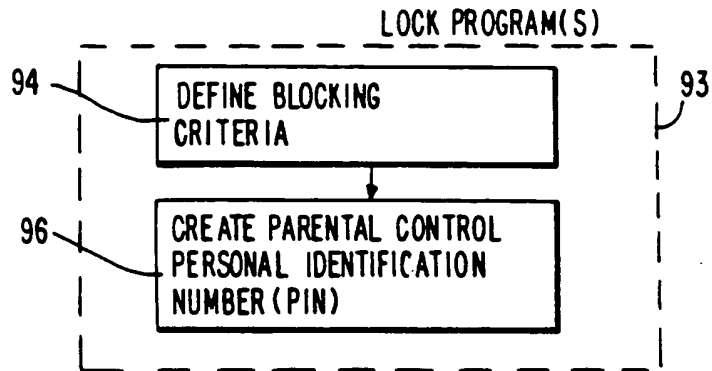 LOCK PROGRAM(S)
94
DEFINE BLOCKING
CRITERIA
93
96
CREATE PARENTAL CONTROL
PERSONAL IDENTIFICATION
NUMBER (PIN)